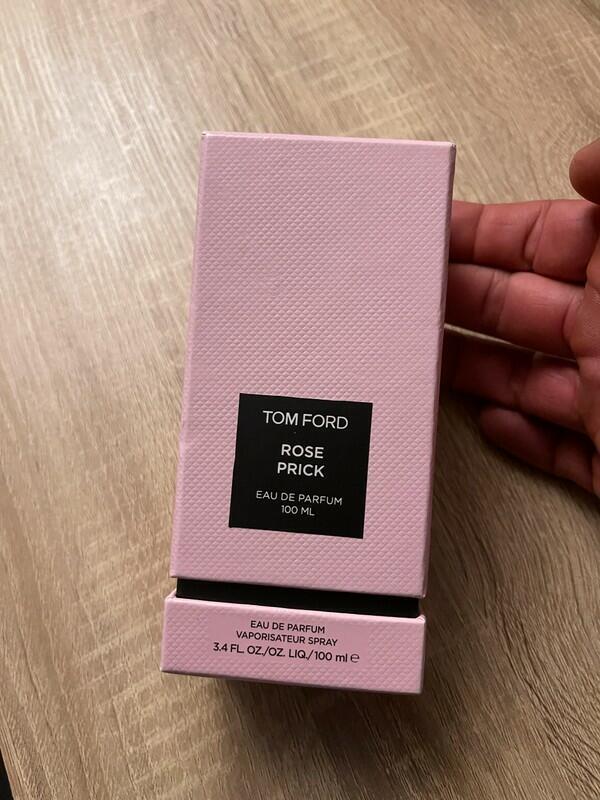 TOM FORD
ROSE
PRICK
EAU DE PARFUM
100 ML
EAU DE PARFUM
VAPORISATEUR SPRAY
3.4 FL. OZ./OZ. LIQ./100 ml ℮